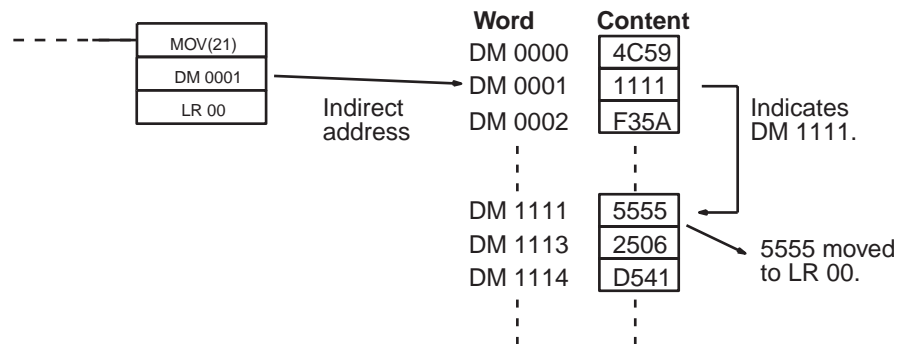 MOV(21)
DM 0001
LR 00
Indirect
address
Word Content
DM 0000 4C59
DM 0001 1111
DM 0002 F35A
Indicates
DM 1111.
DM 1111 5555
DM 1113 2506
DM 1114 D541
5555 moved
to LR 00.